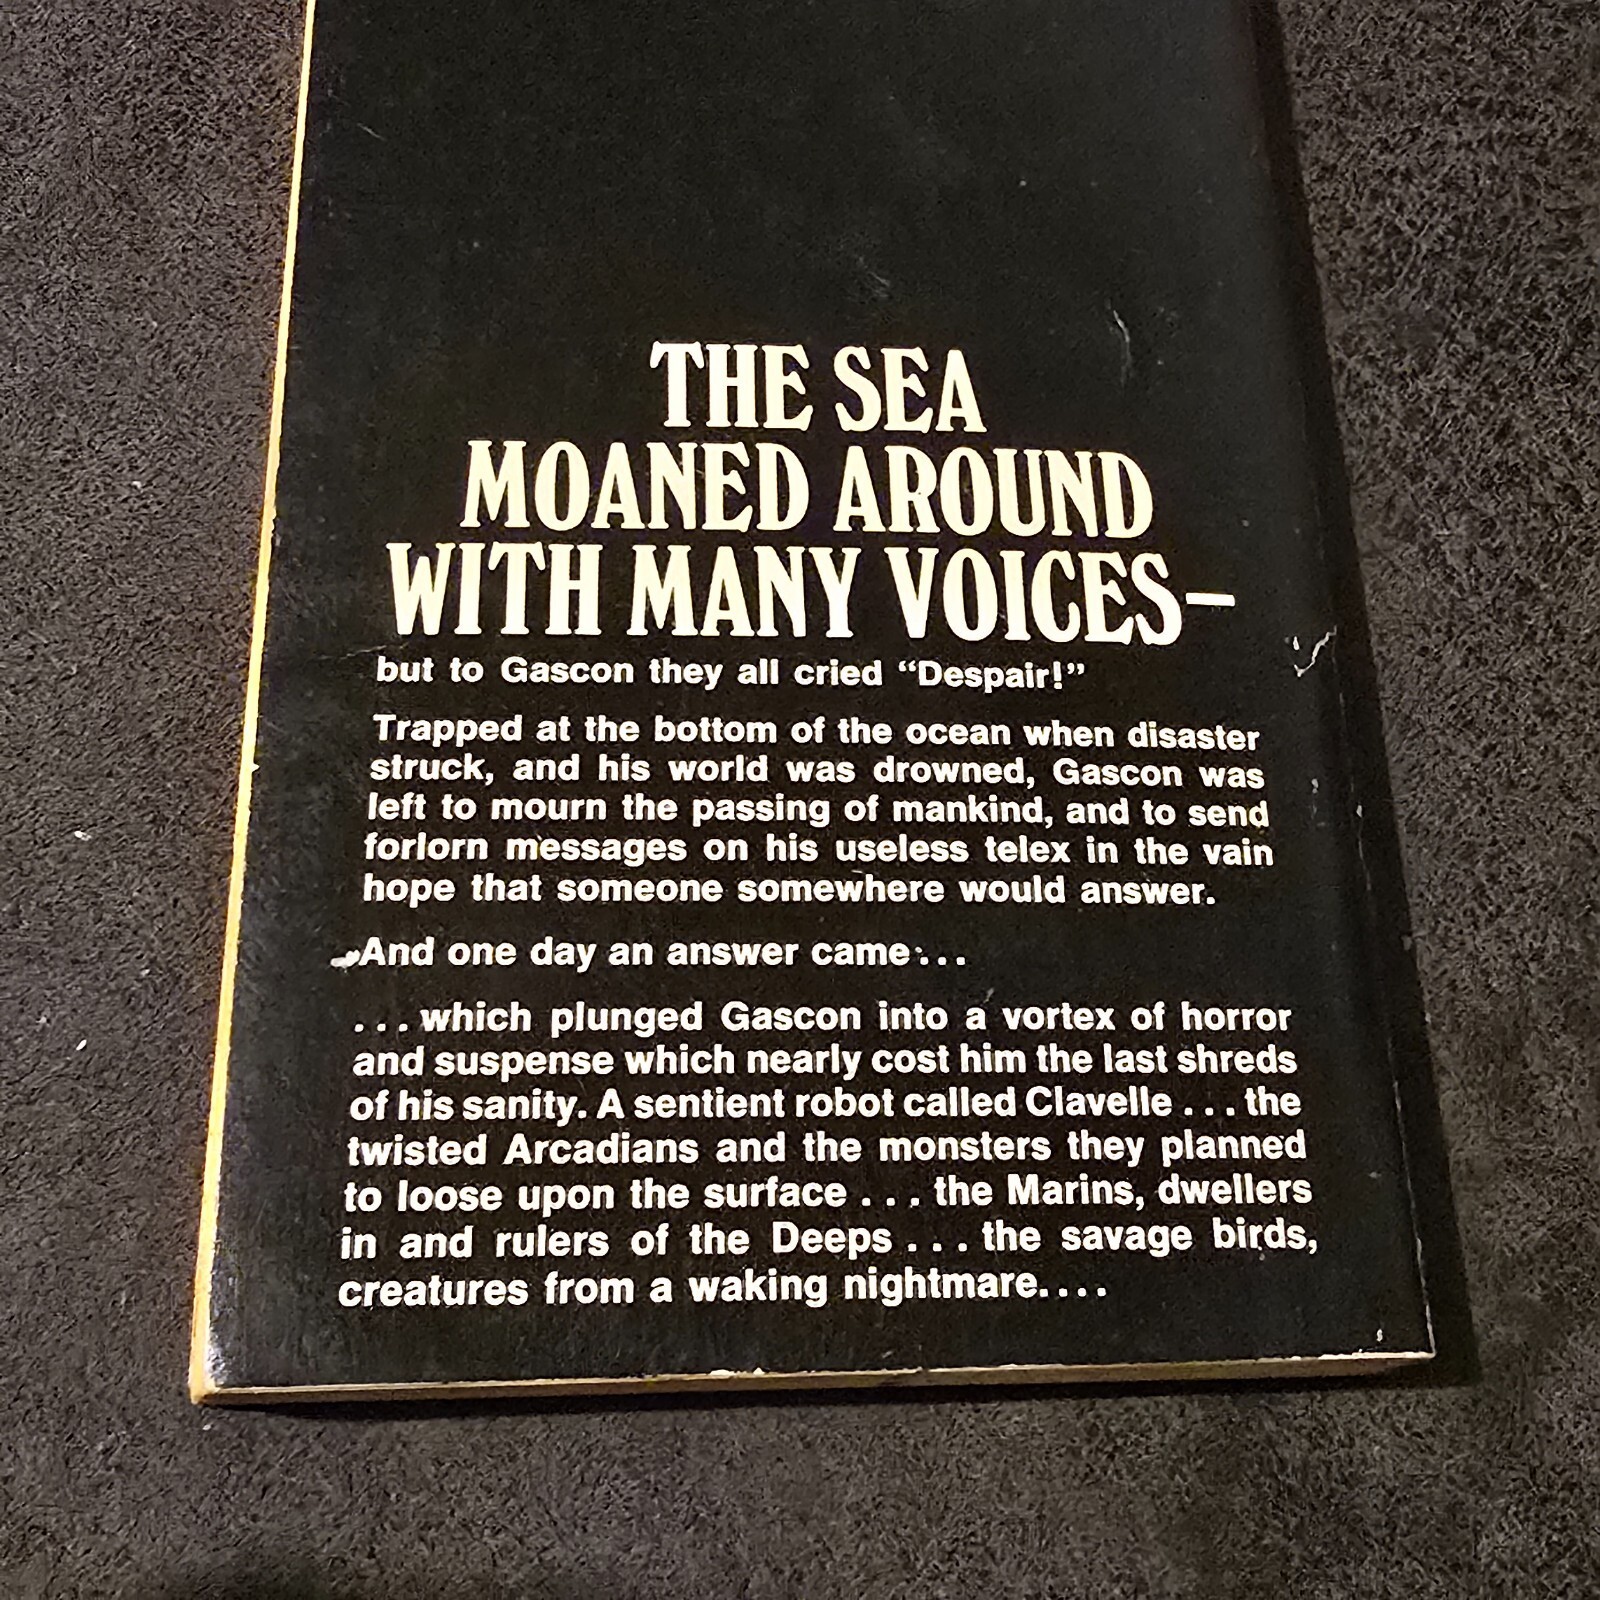 THE SEA
MOANED AROUND
WITH MANY VOICES–
but to Gascon they all cried “Despair!”
Trapped at the bottom of the ocean when disaster
struck, and his world was drowned, Gascon was
left to mourn the passing of mankind, and to send
forlorn messages on his useless telex in the vain
hope that someone somewhere would answer.
And one day an answer came...
...which plunged Gascon into a vortex of horror
and suspense which nearly cost him the last shreds
of his sanity. A sentient robot called Clavelle ... the
twisted Arcadians and the monsters they planned
to loose upon the surface ... the Marins, dwellers
in and rulers of the Deeps ... the savage birds,
creatures from a waking nightmare....